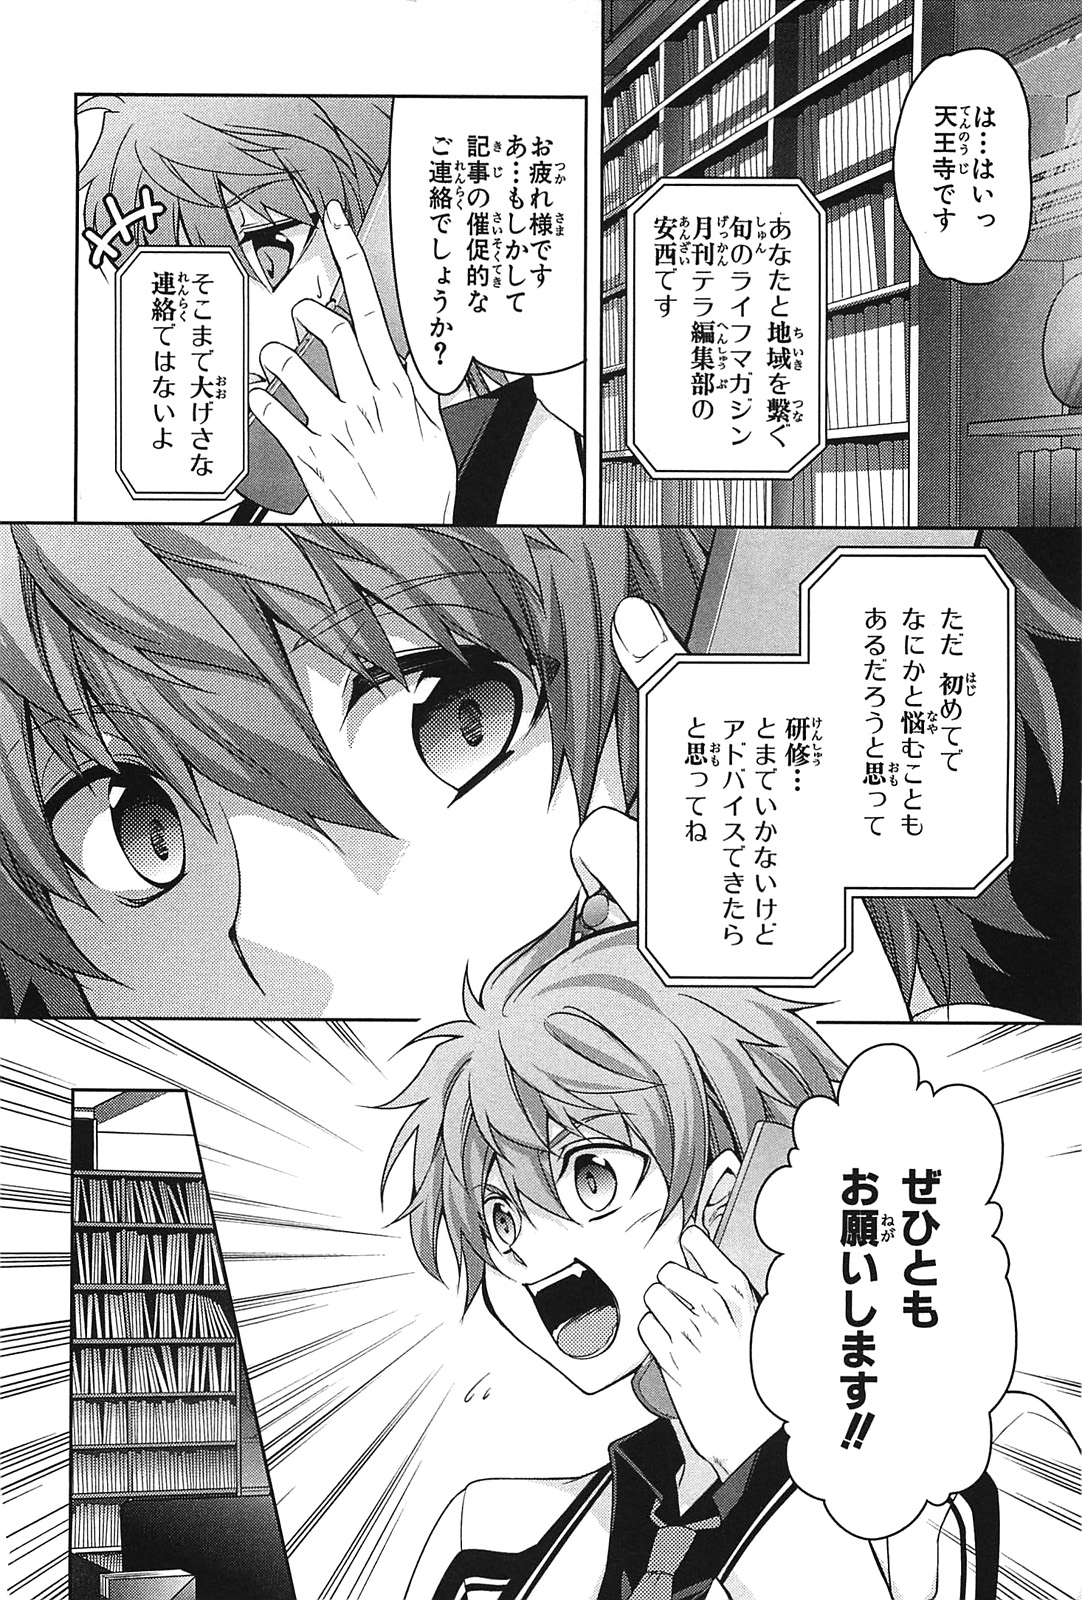 は…はいっ
天王寺です
あなたと地域を繋ぐ
旬のライフマガジン
月刊テラ編集部の
安西です
お疲れ様です
あ…もしかして
記事の催促的な
ご連絡でしょうか？
そこまで大げさな
連絡ではないよ
ただ 初めてで
なにかと悩むことも
あるだろうと思って
研修…
とまでいかないけど
アドバイスできたら
と思ってね
ぜひとも
お願いします!!